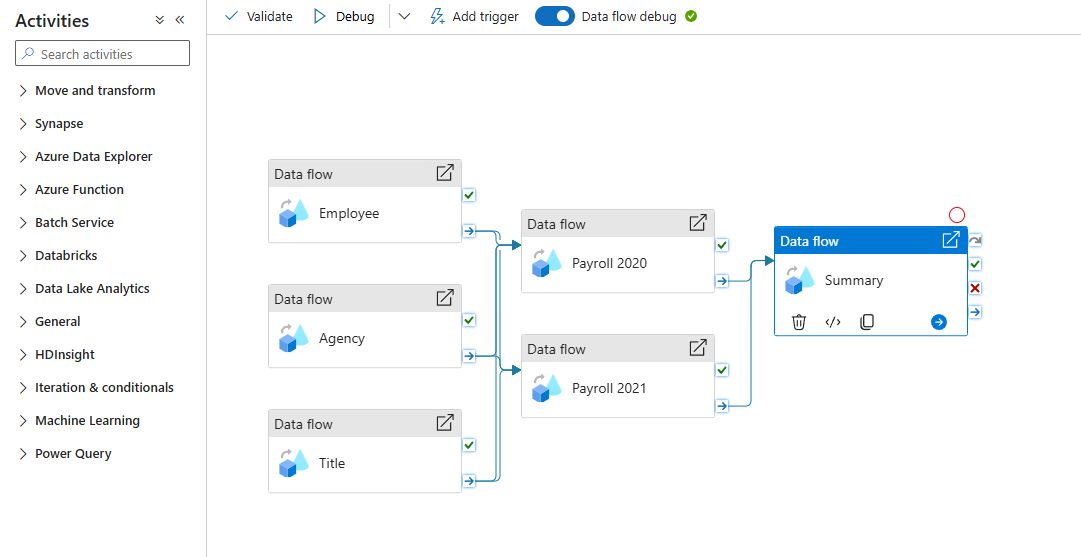 Activities
Validate
Debug
Add trigger
Data flow debug
Search activities
Move and transform
Synapse
Azure Data Explorer
Azure Function
Batch Service
Databricks
Data Lake Analytics
General
HDInsight
Iteration & conditionals
Machine Learning
Power Query
Data flow
Employee
Data flow
Agency
Data flow
Title
Data flow
Payroll 2020
Data flow
Payroll 2021
Data flow
Summary